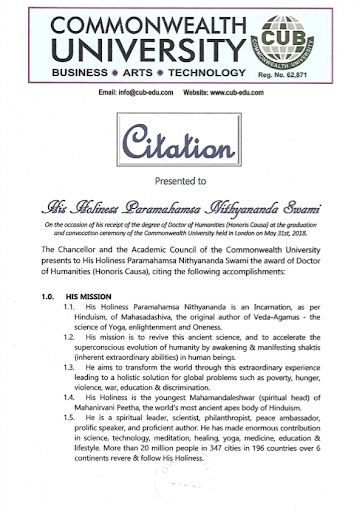 COMMONWEALTH
UNIVERSITY
BUSINESS • ARTS • TECHNOLOGY
CUB
COMMONWEALTH UNIVERSITY
Reg. No. 62,871
Email: info@cub-edu.com Website: www.cub-edu.com
Citation
Presented to
His Holiness Paramahamsa Nithyananda Swami
On the occasion of his receipt of the degree of Doctor of Humanities (Honoris Causa) at the graduation
and convocation ceremony of the Commonwealth University held in London on May 31st, 2018.
The Chancellor and the Academic Council of the Commonwealth University
presents to His Holiness Paramahamsa Nithyananda Swami the award of Doctor
of Humanities (Honoris Causa), citing the following accomplishments:
1.0. HIS MISSION
1.1. His Holiness Paramahamsa Nithyananda is an Incarnation, as per
Hinduism, of Mahasadashiva, the original author of Veda-Agamas - the
science of Yoga, enlightenment and Oneness.
1.2. His mission is to revive this ancient science, and to accelerate the
superconscious evolution of humanity by awakening & manifesting shaktis
(inherent extraordinary abilities) in human beings.
1.3. He aims to transform the world through this extraordinary experience
leading to a holistic solution for global problems such as poverty, hunger,
violence, war, education & discrimination.
1.4. His Holiness is the youngest Mahamandaleshwar (spiritual head) of
Mahanirvani Peetha, the world's most ancient apex body of Hinduism.
1.5. He is a spiritual leader, scientist, philanthropist, peace ambassador,
prolific speaker, and proficient author. He has made enormous contribution
in science, technology, meditation, healing, yoga, medicine, education &
lifestyle. More than 20 million people in 347 cities in 196 countries over 6
continents revere & follow His Holiness.